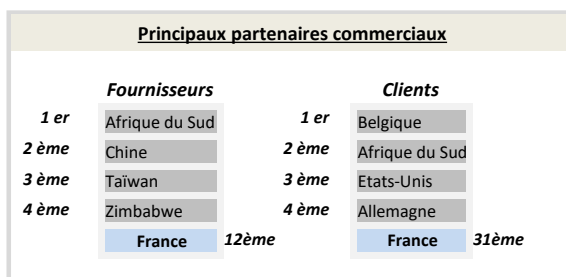 Principaux partenaires commerciaux
Fournisseurs Clients
1 er Afrique du Sud 1 er Belgique
2 ème Chine 2 ème Afrique du Sud
3 ème Taïwan 3 ème Etats-Unis
4 ème Zimbabwe 4 ème Allemagne
France 12ème France 31ème